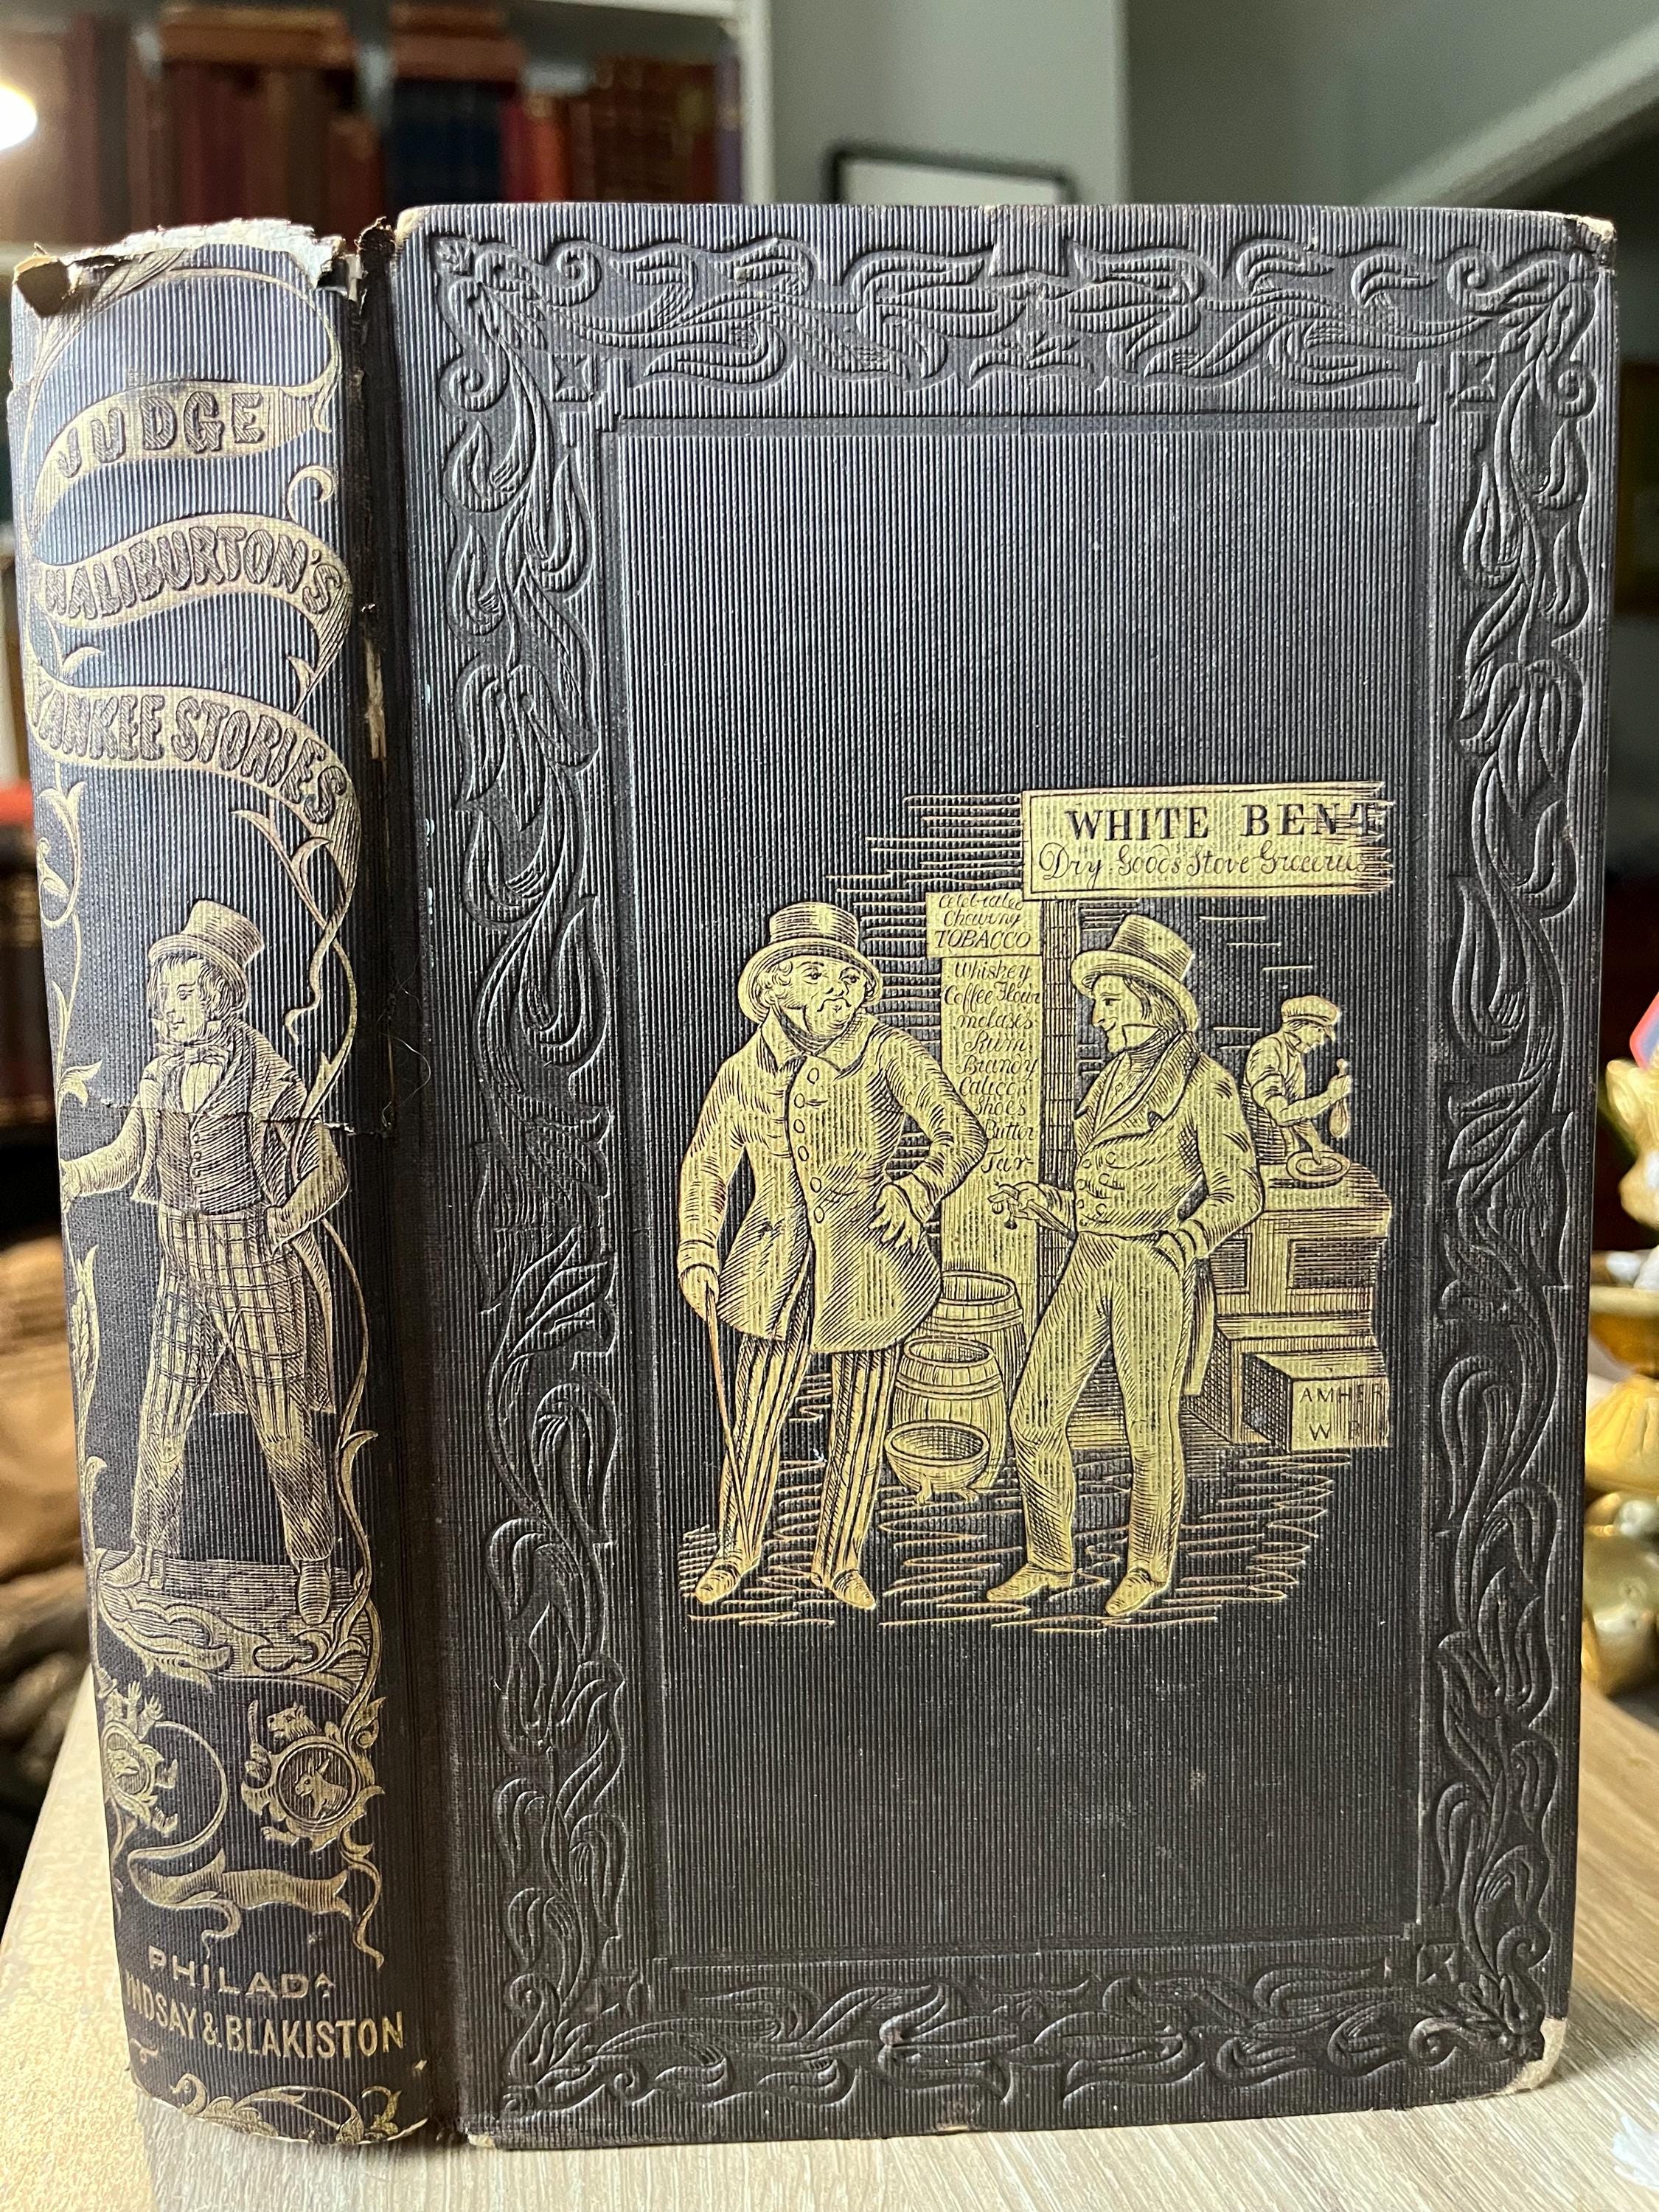 JUDGE
HALIBURTON'S
YANKEE STORIES
PHILADA
LINDSAY & BLAKISTON
WHITE BENT
Dry Goods Stove Groceries
Celebrated
Chewing
TOBACCO
Whiskey
Coffee Flour
melases
Rum
Brandy
Calico
Shoes
Butter
Tar
AMHER
W B